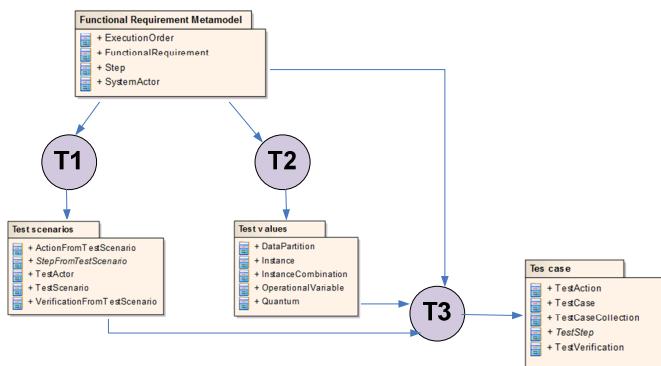 Functional Requirement Metamodel
+ ExecutionOrder
+ FunctionalRequirement
+ Step
+ SystemActor
T1
T2
Test scenarios
+ ActionFromTestScenario
+ StepFromTestScenario
+ TestActor
+ TestScenario
+ VerificationFromTestScenario
Test values
+ DataPartition
+ Instance
+ InstanceCombination
+ OperationalVariable
+ Quantum
T3
Tes case
+ TestAction
+ TestCase
+ TestCaseCollection
+ TestStep
+ TestVerification